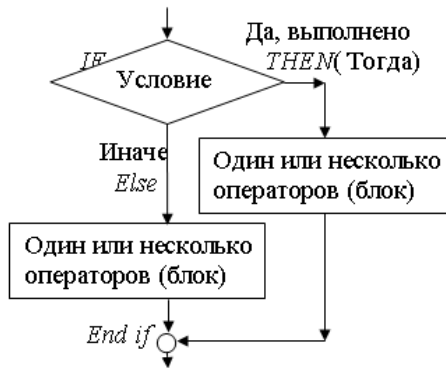 Да, выполнено
IF
THEN( Тогда)
Условие
Иначе
Else
Один или несколько
операторов (блок)
Один или несколько
операторов (блок)
End if